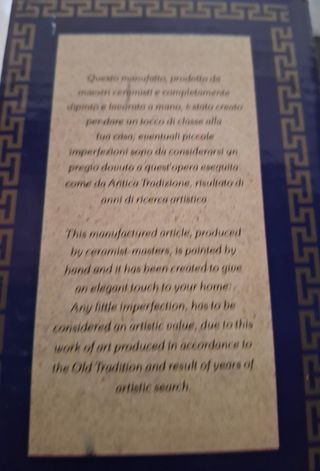 Questo manufatto, prodotto da
maestri ceramisti e completamente
dipinto e lavorato a mano, è stato creato
per dare un tocco di classe alla
tua casa; eventuali piccole
imperfezioni sono da considerarsi un
pregio dovuto a quest'opera eseguita
come da Antica Tradizione, risultato di
anni di ricerca artistica
This manufactured article, produced
by ceramist-masters, is painted by
hand and it has been created to give
an elegant touch to your home:
Any little imperfection, has to be
considered an artistic value, due to this
work of art produced in accordance to
the Old Tradition and result of years of
artistic search.